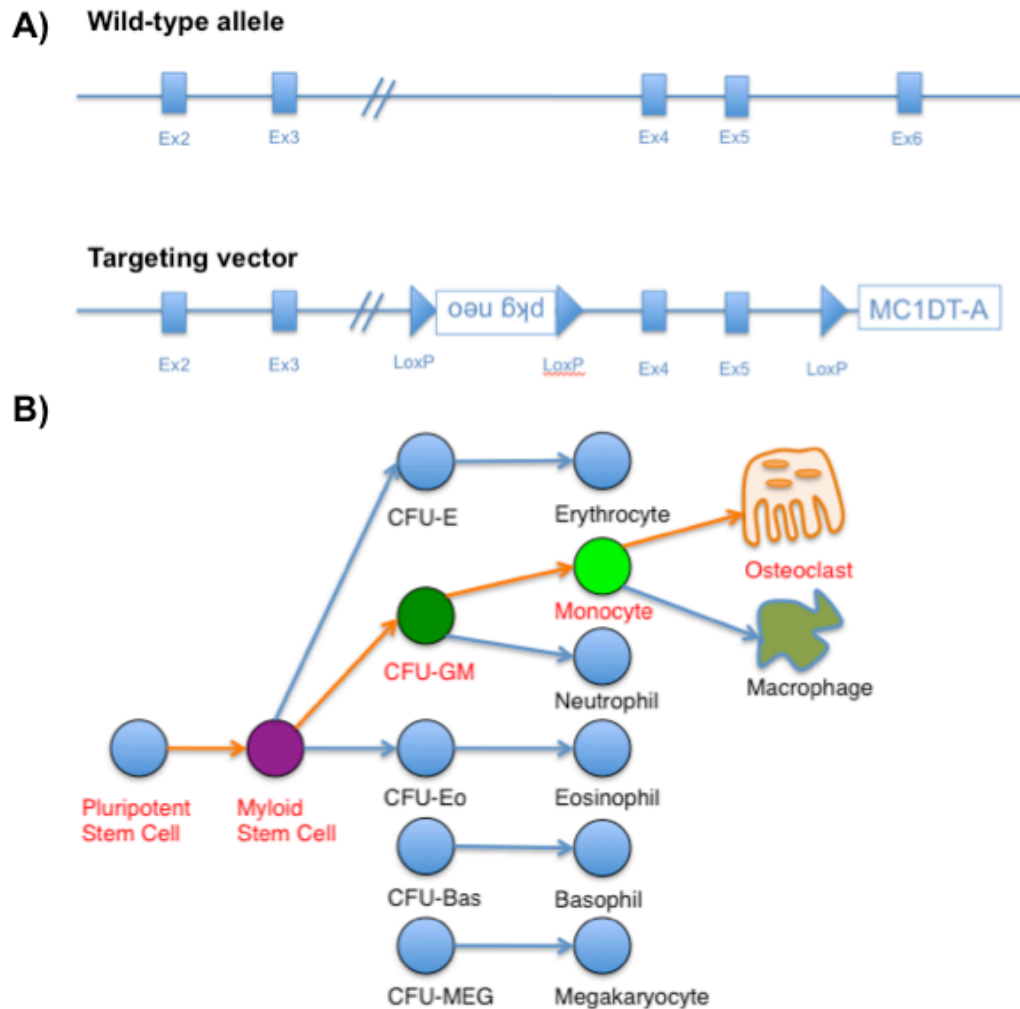 A)
Wild-type allele
Ex2
Ex3
Ex4
Ex5
Ex6
Targeting vector
pkg neo
MC1DT-A
Ex2
Ex3
LoxP
LoxP
Ex4
Ex5
LoxP
B)
CFU-E
Erythrocyte
Osteoclast
Monocyte
CFU-GM
Macrophage
Neutrophil
Pluripotent
Stem Cell
Myloid
Stem Cell
CFU-Eo
Eosinophil
CFU-Bas
Basophil
CFU-MEG
Megakaryocyte